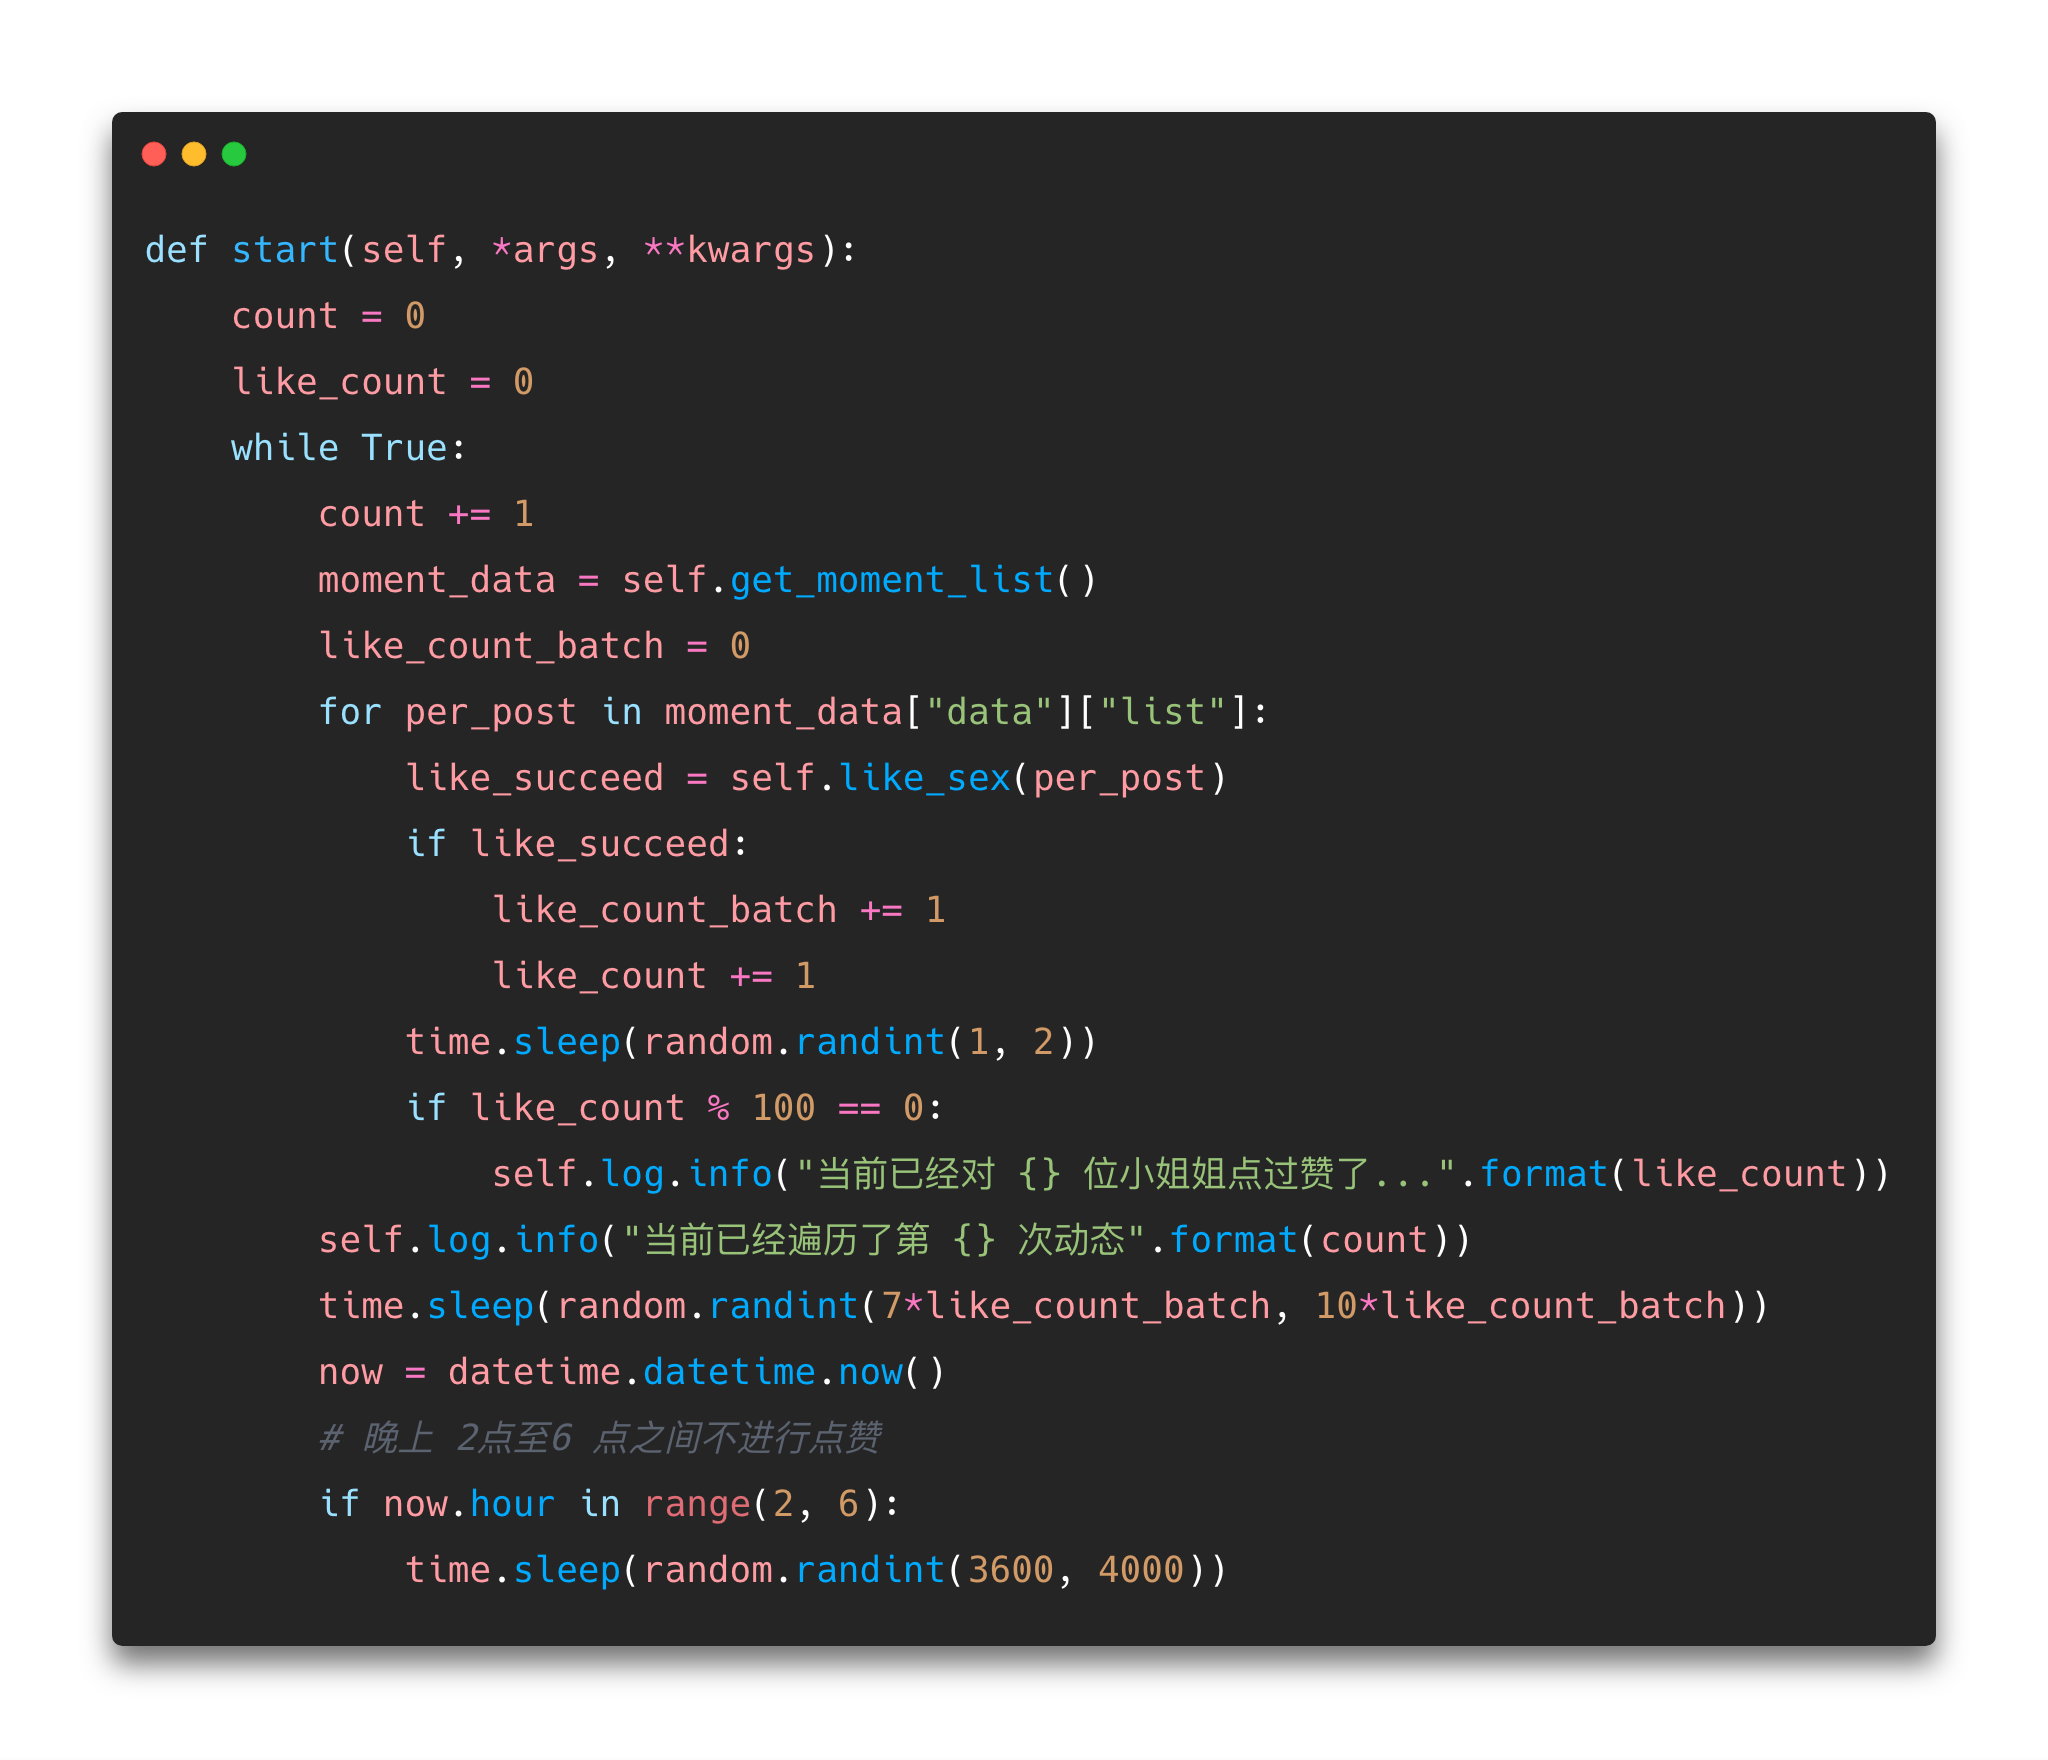 def start(self, *args, **kwargs):
    count = 0
    like_count = 0
    while True:
        count += 1
        moment_data = self.get_moment_list()
        like_count_batch = 0
        for per_post in moment_data["data"]["list"]:
            like_succeed = self.like_sex(per_post)
            if like_succeed:
                like_count_batch += 1
                like_count += 1
            time.sleep(random.randint(1, 2))
            if like_count % 100 == 0:
                self.log.info("当前已经对 {} 位小姐姐点过赞了...".format(like_count))
        self.log.info("当前已经遍历了第 {} 次动态".format(count))
        time.sleep(random.randint(7*like_count_batch, 10*like_count_batch))
        now = datetime.datetime.now()
        # 晚上 2点至6 点之间不进行点赞
        if now.hour in range(2, 6):
            time.sleep(random.randint(3600, 4000))